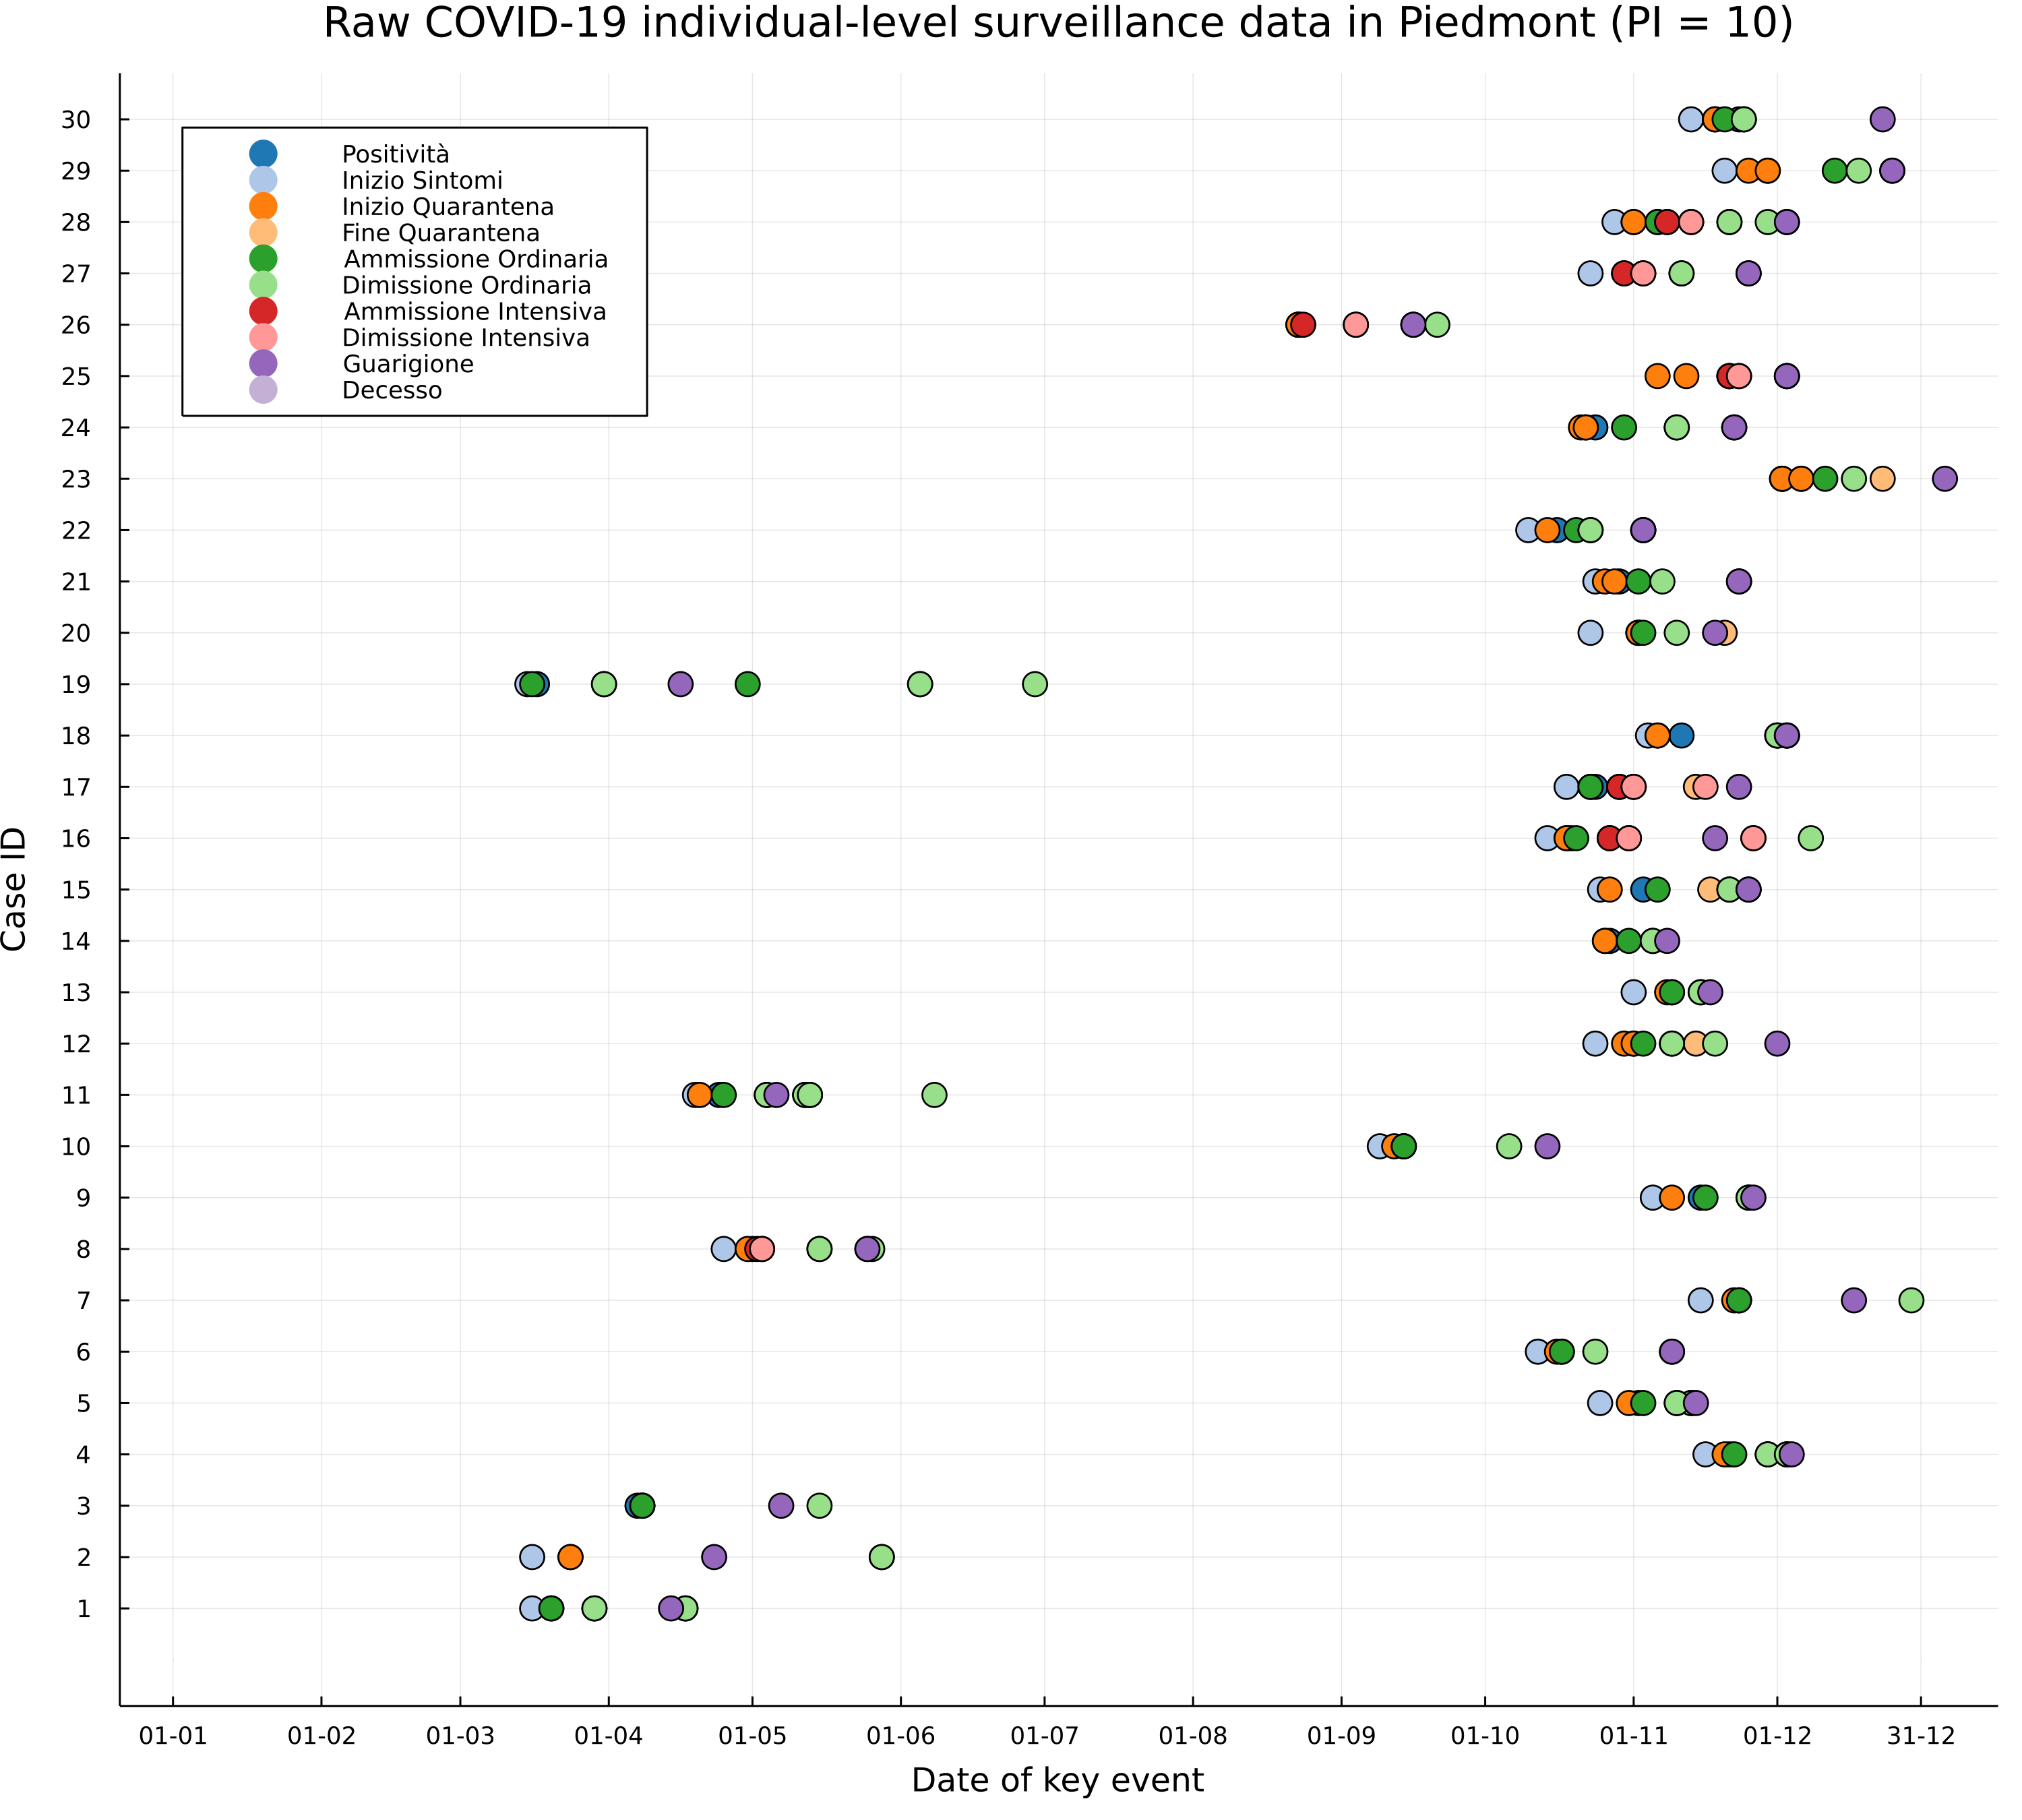 Raw COVID-19 individual-level surveillance data in Piedmont (PI = 10)
Positività
Inizio Sintomi
Inizio Quarantena
Fine Quarantena
Ammissione Ordinaria
Dimissione Ordinaria
Ammissione Intensiva
Dimissione Intensiva
Guarigione
Decesso
30
29
28
27
26
25
24
23
22
21
20
19
18
17
16
15
14
13
12
11
10
9
8
7
6
5
4
3
2
1
Case ID
01-01 01-02 01-03 01-04 01-05 01-06 01-07 01-08 01-09 01-10 01-11 01-12 31-12
Date of key event